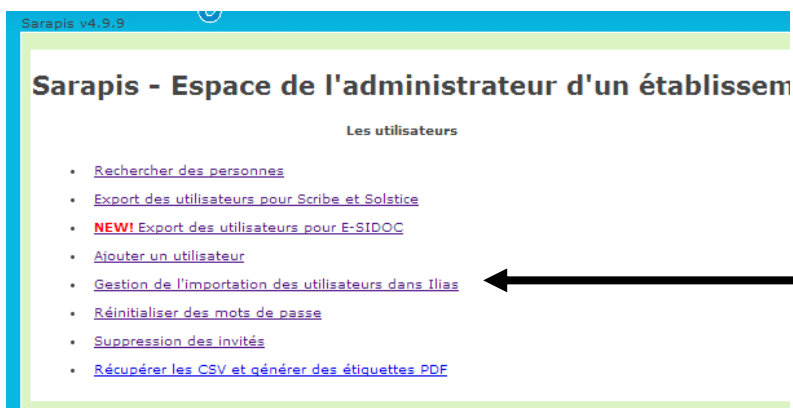 Sarapis v4.9.9
Sarapis - Espace de l'administrateur d'un établissem
Les utilisateurs
• Rechercher des personnes
• Export des utilisateurs pour Scribe et Solstice
• NEW! Export des utilisateurs pour E-SIDOC
• Ajouter un utilisateur
• Gestion de l'importation des utilisateurs dans Ilias
• Réinitialiser des mots de passe
• Suppression des invités
• Récupérer les CSV et générer des étiquettes PDF